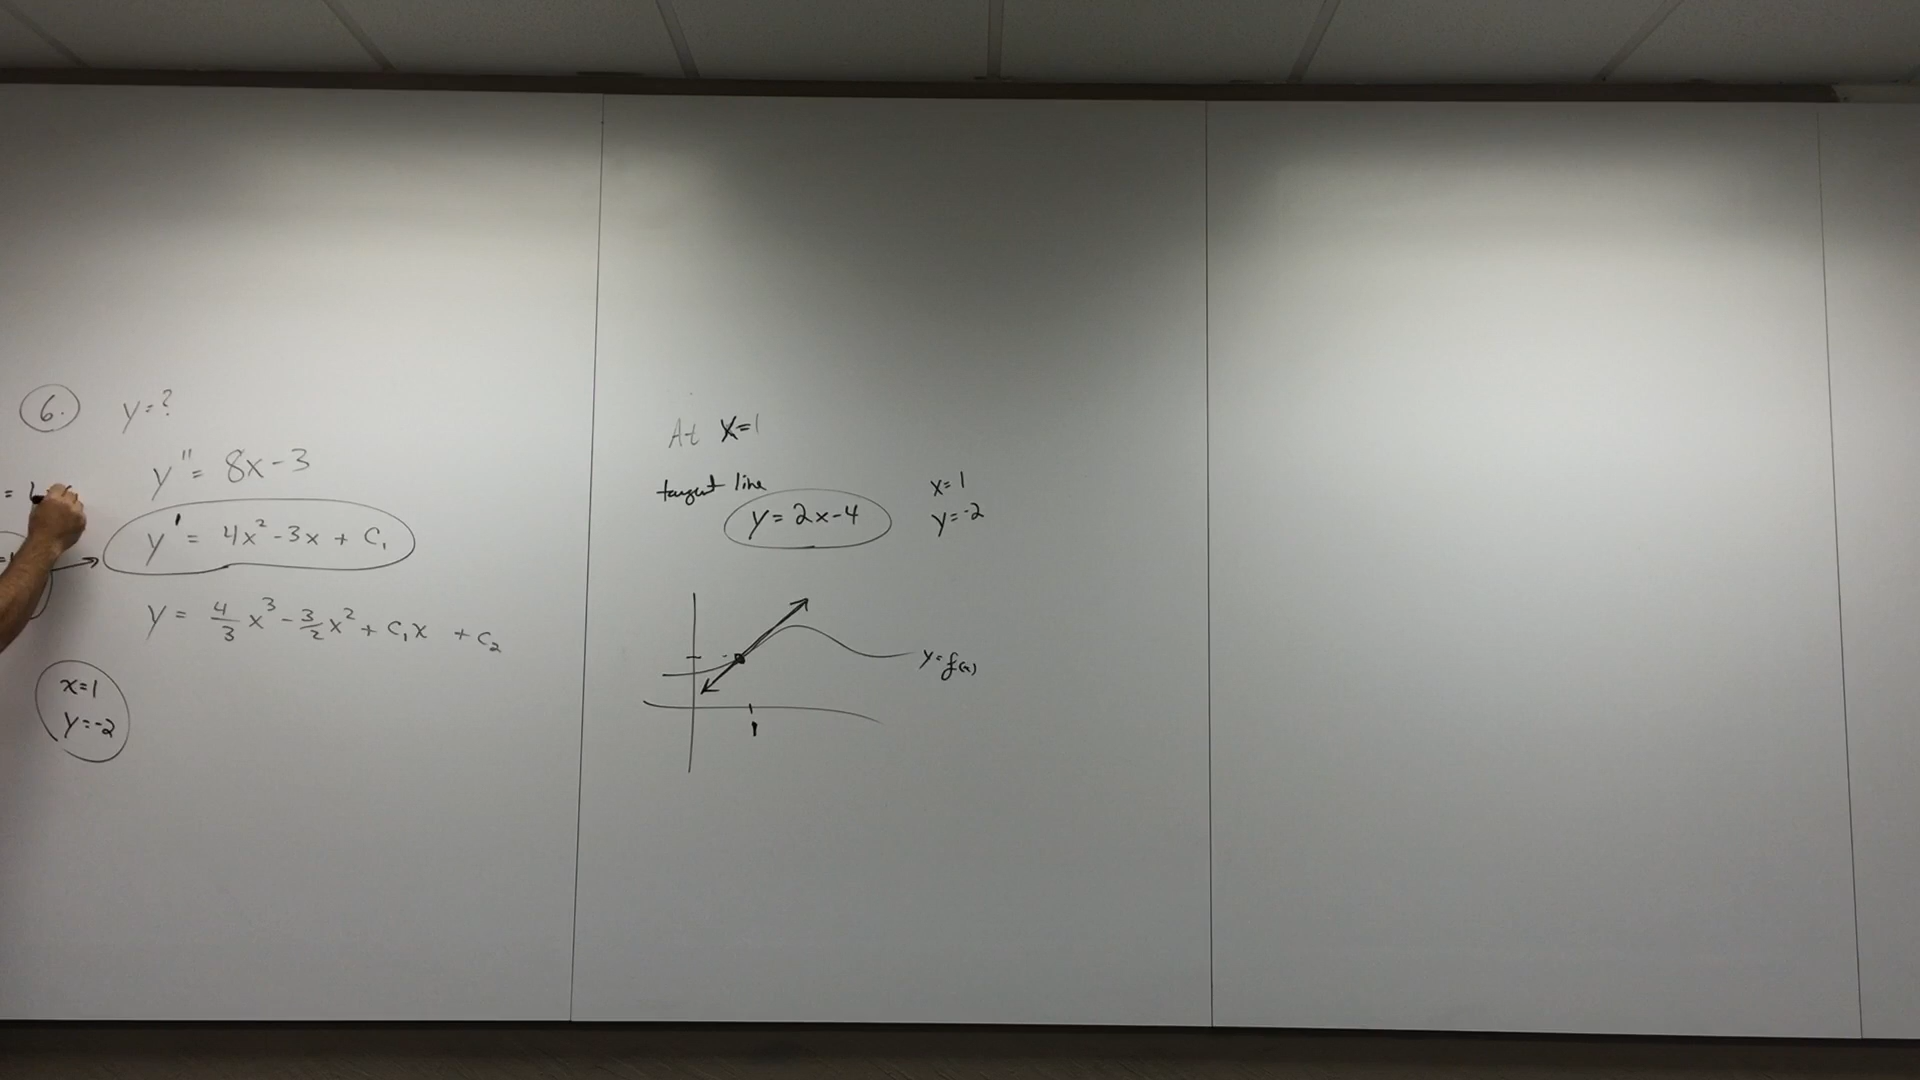 6.
y=?
y" = 8x-3
y' = 4x² - 3x + C₁
y = 4/3 x³ - 3/2 x² + C₁x + C₂
x=1
y=-2
At x=1
tangent line
y = 2x-4
x=1
y=-2
y=f(x)
1